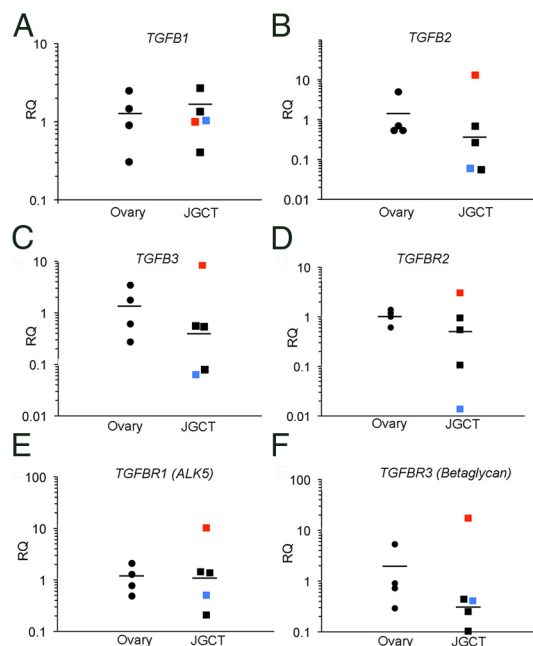 A
TGFB1
10
1
0.1
RQ
Ovary
JGCT
B
TGFB2
100
10
1
0.1
0.01
RQ
Ovary
JGCT
C
TGFB3
10
1
0.1
0.01
RQ
Ovary
JGCT
D
TGFBR2
10
1
0.1
0.01
RQ
Ovary
JGCT
E
TGFBR1 (ALK5)
100
10
1
0.1
RQ
Ovary
JGCT
F
TGFBR3 (Betaglycan)
100
10
1
0.1
RQ
Ovary
JGCT